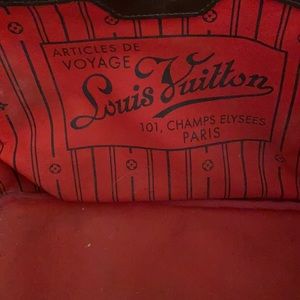 ARTICLES DE
VOYAGE
Louis Vuitton
101, CHAMPS ELYSEES
PARIS